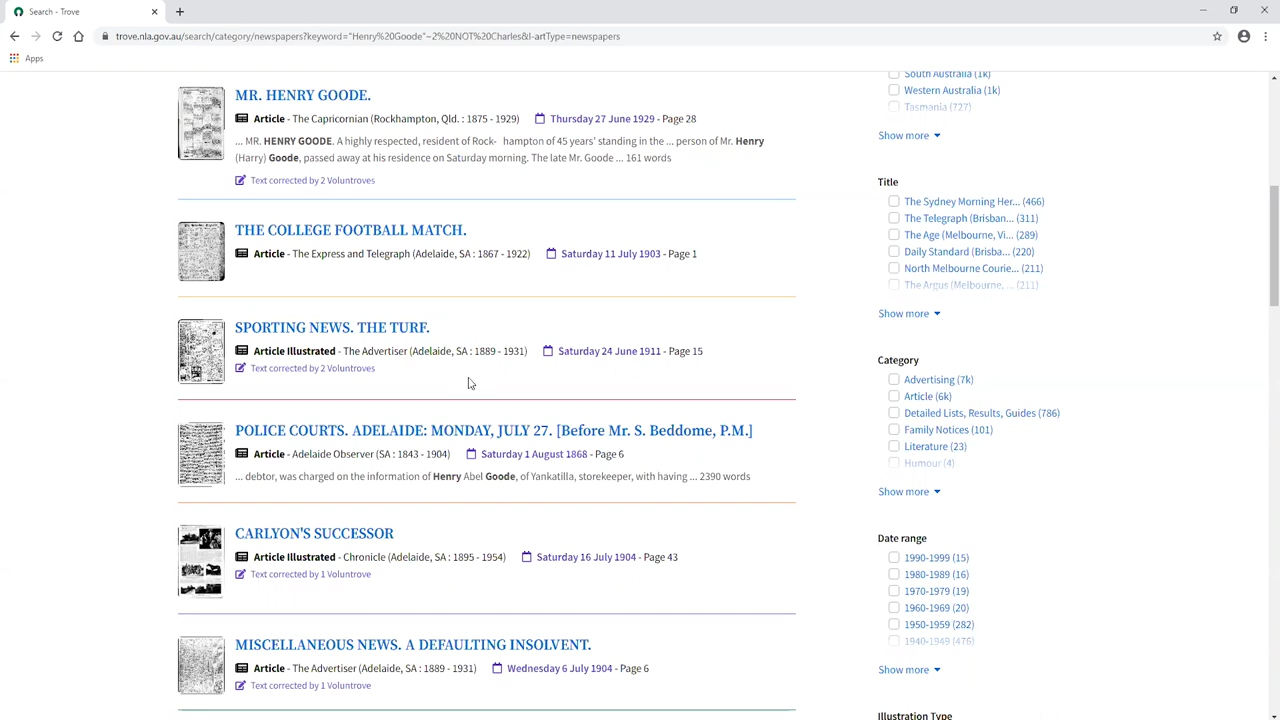 Search - Trove
trove.nla.gov.au/search/category/newspapers?keyword="Henry%20Goode"~2%20NOT%20Charles&l-artType=newspapers
Apps
MR. HENRY GOODE.
Article - The Capricornian (Rockhampton, Qld. : 1875 - 1929) Thursday 27 June 1929 - Page 28
... MR. HENRY GOODE. A highly respected, resident of Rock- hampton of 45 years' standing in the ... person of Mr. Henry
(Harry) Goode, passed away at his residence on Saturday morning. The late Mr. Goode ... 161 words
Text corrected by 2 Voluntroves
THE COLLEGE FOOTBALL MATCH.
Article - The Express and Telegraph (Adelaide, SA : 1867 - 1922) Saturday 11 July 1903 - Page 1
SPORTING NEWS. THE TURF.
Article Illustrated - The Advertiser (Adelaide, SA : 1889 - 1931) Saturday 24 June 1911 - Page 15
Text corrected by 2 Voluntroves
POLICE COURTS. ADELAIDE: MONDAY, JULY 27. [Before Mr. S. Beddome, P.M.]
Article - Adelaide Observer (SA : 1843 - 1904) Saturday 1 August 1868 - Page 6
... debtor, was charged on the information of Henry Abel Goode, of Yankatilla, storekeeper, with having ... 2390 words
CARLYON'S SUCCESSOR
Article Illustrated - Chronicle (Adelaide, SA : 1895 - 1954) Saturday 16 July 1904 - Page 43
Text corrected by 1 Voluntrove
MISCELLANEOUS NEWS. A DEFAULTING INSOLVENT.
Article - The Advertiser (Adelaide, SA : 1889 - 1931) Wednesday 6 July 1904 - Page 6
Text corrected by 1 Voluntrove
South Australia (1k)
Western Australia (1k)
Tasmania (727)
Show more
Title
The Sydney Morning Her... (466)
The Telegraph (Brisban... (311)
The Age (Melbourne, Vi... (289)
Daily Standard (Brisba... (220)
North Melbourne Courie... (211)
The Argus (Melbourne, ... (211)
Show more
Category
Advertising (7k)
Article (6k)
Detailed Lists, Results, Guides (786)
Family Notices (101)
Literature (23)
Humour (4)
Show more
Date range
1990-1999 (15)
1980-1989 (16)
1970-1979 (19)
1960-1969 (20)
1950-1959 (282)
1940-1949 (476)
Show more
Illustration Type